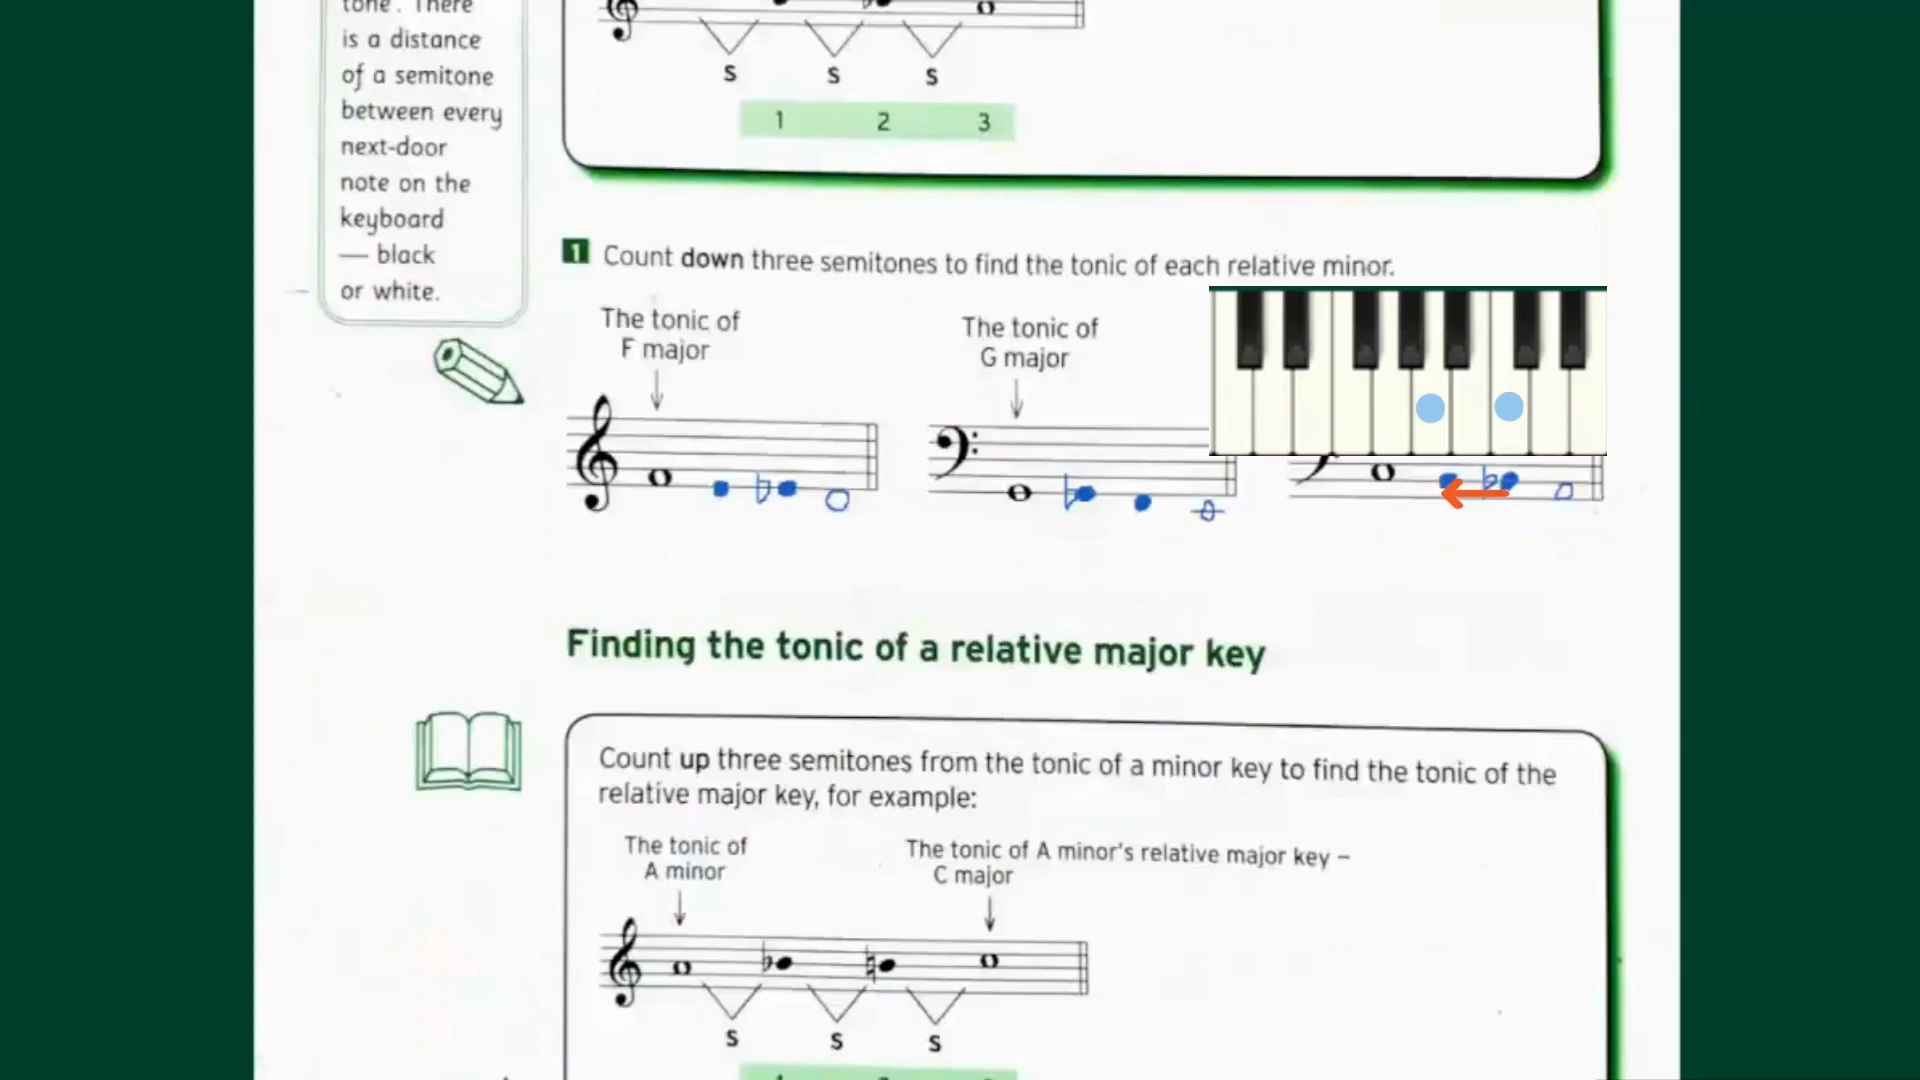 tone'. There
is a distance
of a semitone
between every
next-door
note on the
keyboard
— black
or white.
s s s
1 2 3
1 Count down three semitones to find the tonic of each relative minor.
The tonic of
F major
The tonic of
G major
Finding the tonic of a relative major key
Count up three semitones from the tonic of a minor key to find the tonic of the
relative major key, for example:
The tonic of
A minor
The tonic of A minor's relative major key –
C major
s s s